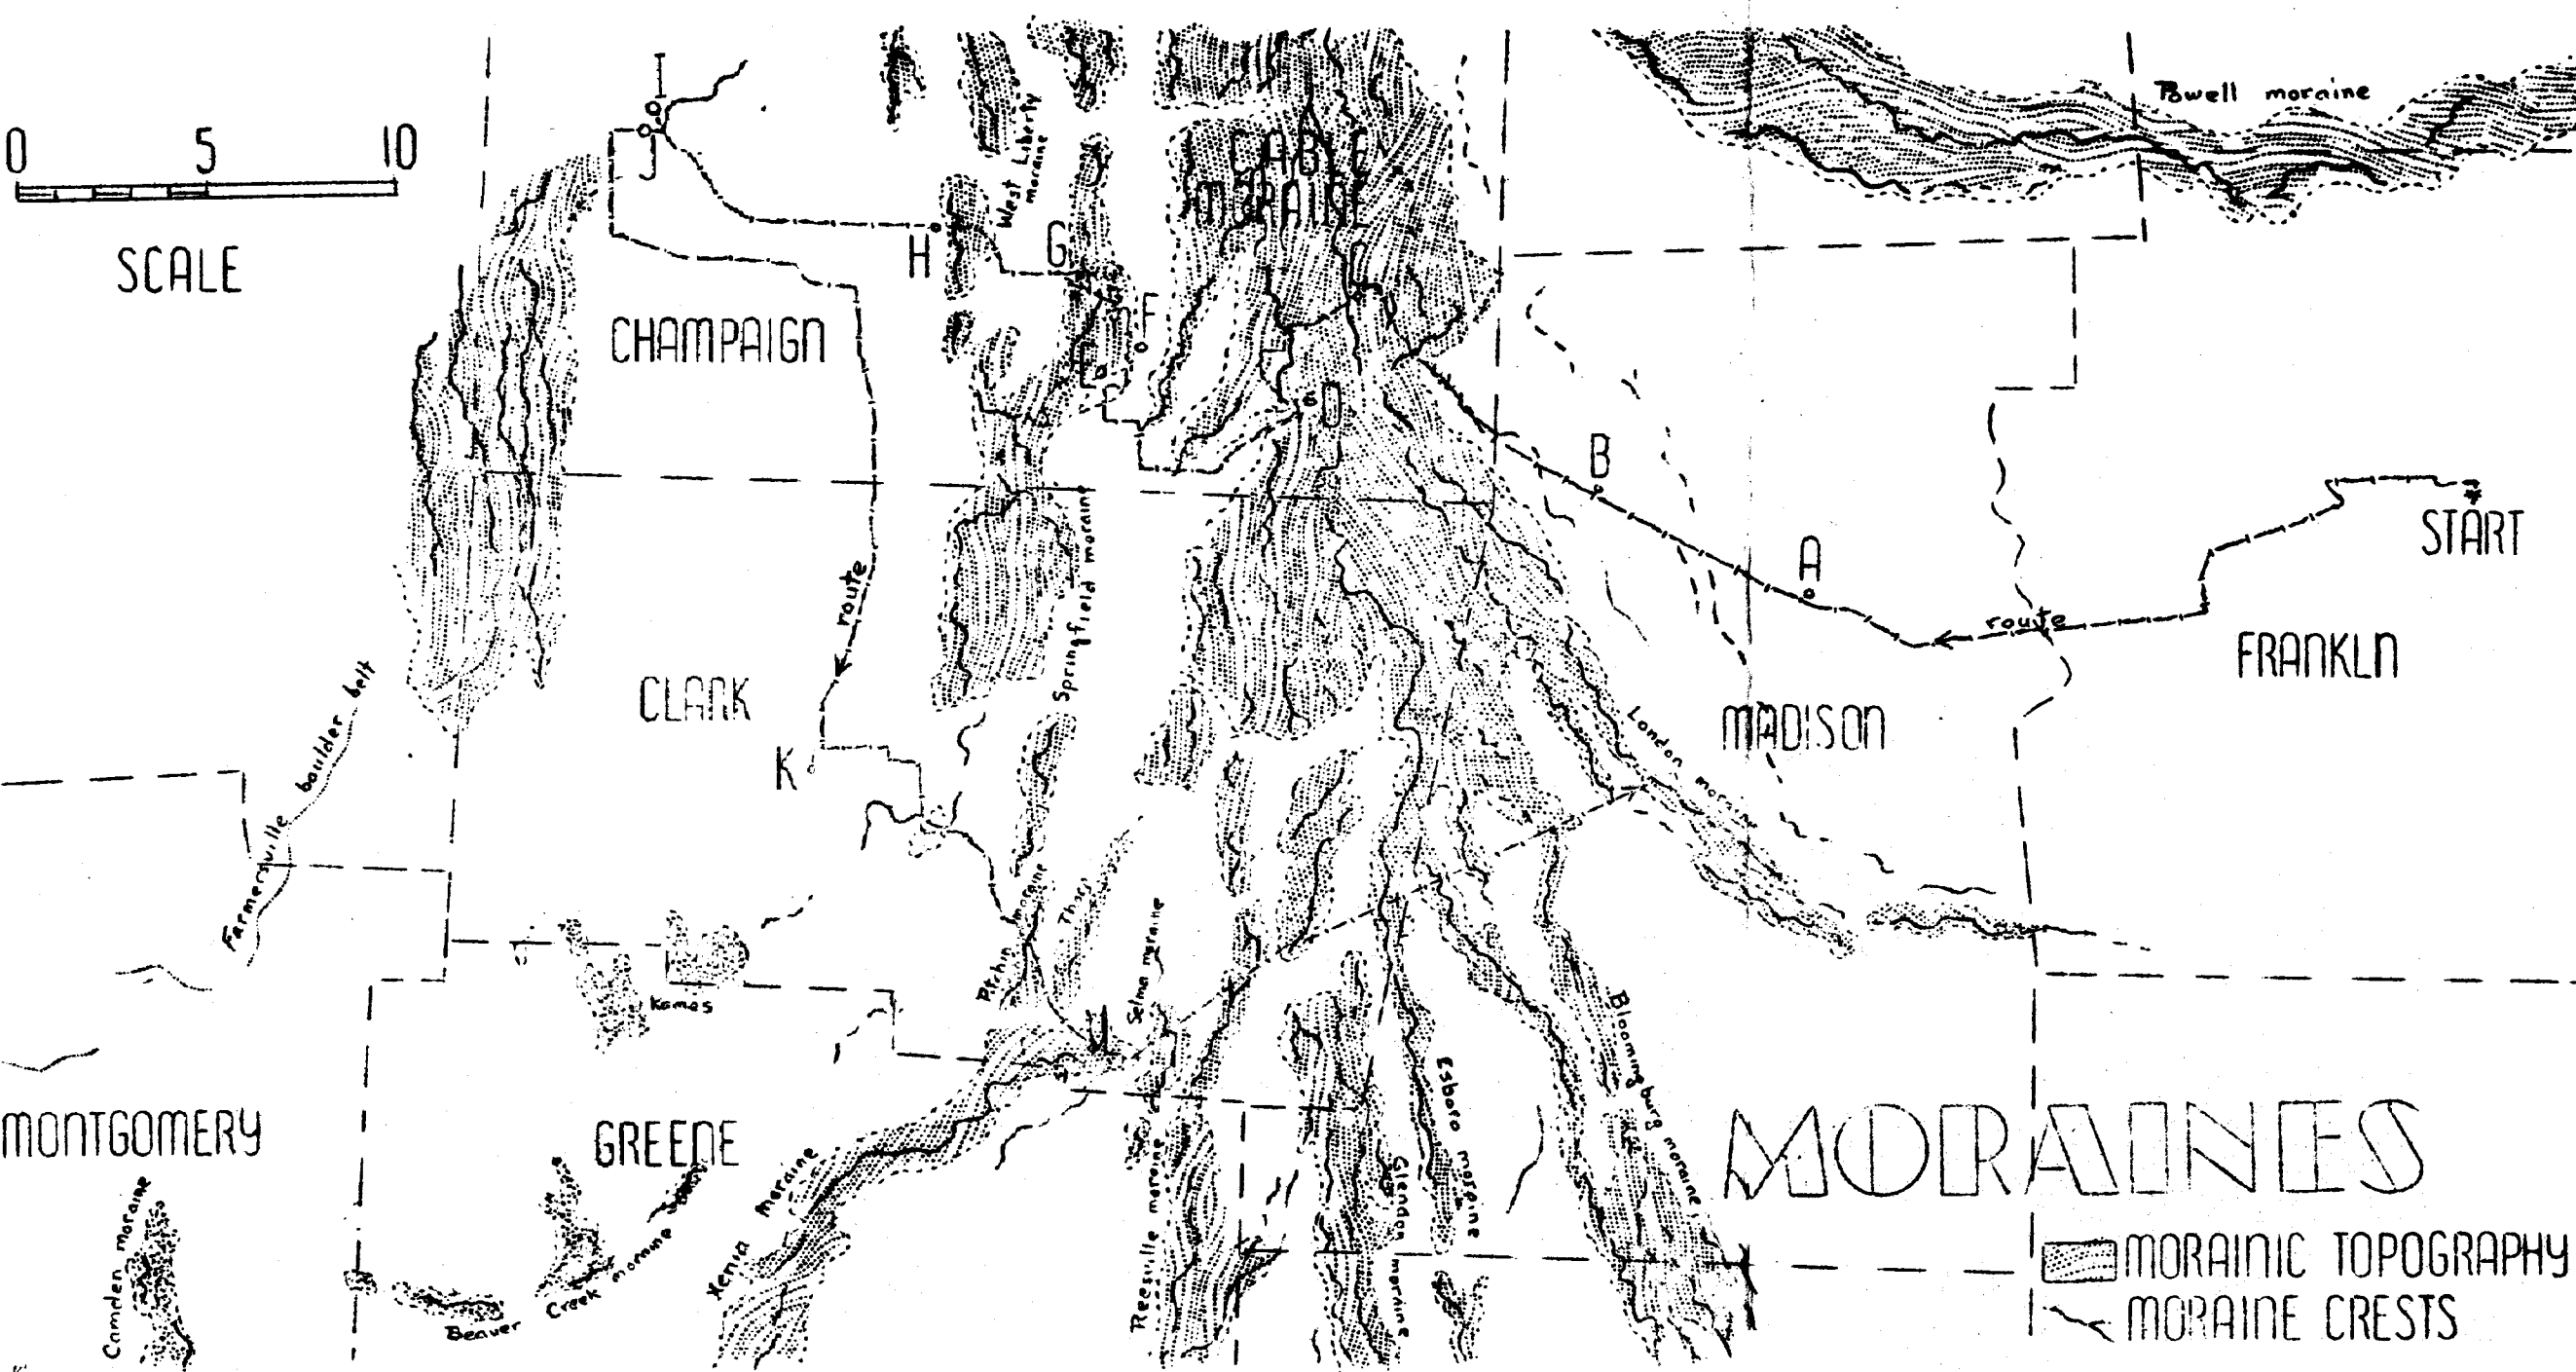 Powell moraine
I
0 5 10
J
SCALE
West Liberty
moraine
CABLE
MORAINE
H
G
C
F
E
CHAMPAIGN
D
B
START
A
Springfield moraine
route
route
FRANKLN
CLARK
MADISON
London moraine
K
Farmersville boulder belt
Pitchin moraine
Thorp
Selma moraine
Kames
Bloomingburg moraine
Esboro moraine
MONTGOMERY
GREENE
MORAINES
Glendon moraine
Reesville moraine
Xenia Moraine
Camden moraine
Beaver Creek moraine
MORAINIC TOPOGRAPHY
MORAINE CRESTS